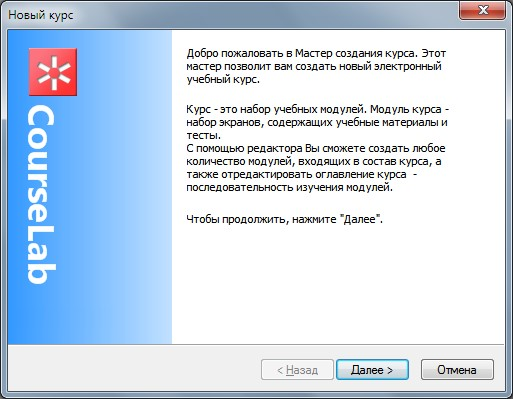 Новый курс
CourseLab
Добро пожаловать в Мастер создания курса. Этот
мастер позволит вам создать новый электронный
учебный курс.
Курс - это набор учебных модулей. Модуль курса -
набор экранов, содержащих учебные материалы и
тесты.
С помощью редактора Вы сможете создать любое
количество модулей, входящих в состав курса, а
также отредактировать оглавление курса -
последовательность изучения модулей.
Чтобы продолжить, нажмите "Далее".
< Назад
Далее >
Отмена